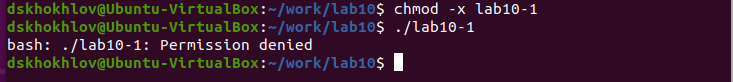 dskhokhlov@Ubuntu-VirtualBox:~/work/lab10$ chmod -x lab10-1
dskhokhlov@Ubuntu-VirtualBox:~/work/lab10$ ./lab10-1
bash: ./lab10-1: Permission denied
dskhokhlov@Ubuntu-VirtualBox:~/work/lab10$